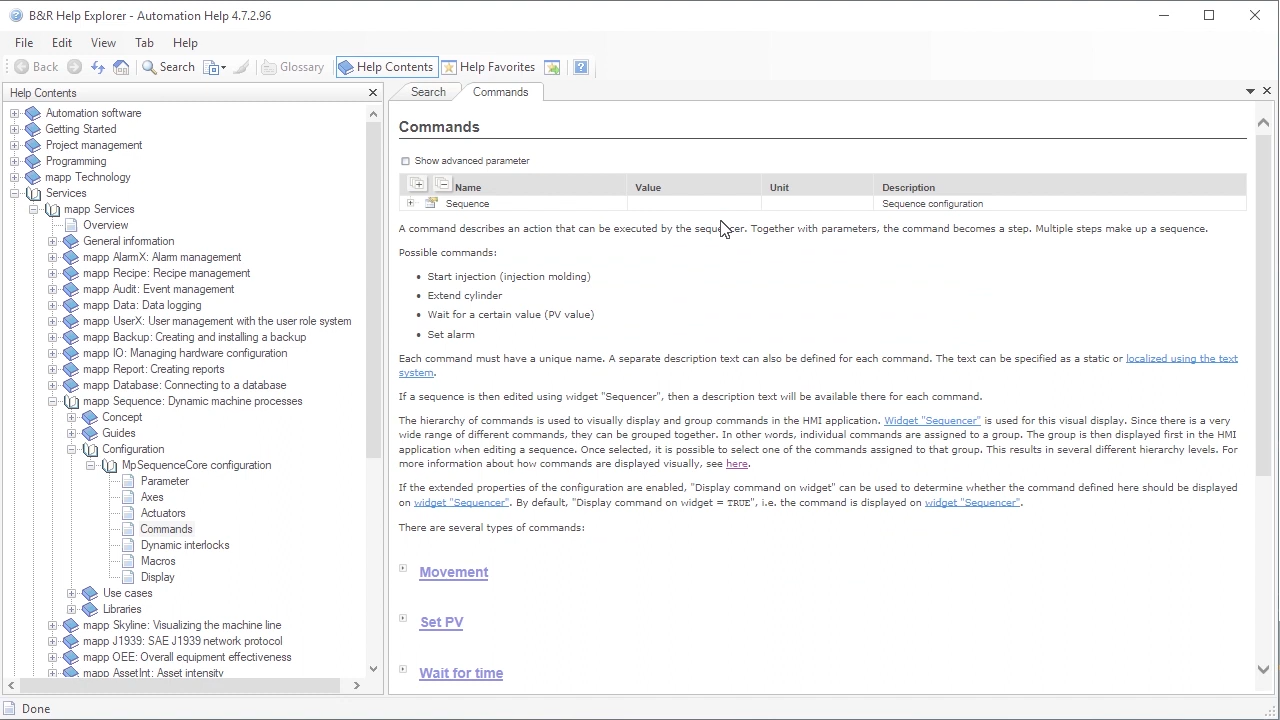 B&R Help Explorer - Automation Help 4.7.2.96
File Edit View Tab Help
Back Search Glossary Help Contents Help Favorites
Help Contents
Search Commands
Automation software
Getting Started
Project management
Programming
mapp Technology
Services
mapp Services
Overview
General information
mapp AlarmX: Alarm management
mapp Recipe: Recipe management
mapp Audit: Event management
mapp Data: Data logging
mapp UserX: User management with the user role system
mapp Backup: Creating and installing a backup
mapp IO: Managing hardware configuration
mapp Report: Creating reports
mapp Database: Connecting to a database
mapp Sequence: Dynamic machine processes
Concept
Guides
Configuration
MpSequenceCore configuration
Parameter
Axes
Actuators
Commands
Dynamic interlocks
Macros
Display
Use cases
Libraries
mapp Skyline: Visualizing the machine line
mapp J1939: SAE J1939 network protocol
mapp OEE: Overall equipment effectiveness
mapp AssetInt: Asset intensity
Commands
Show advanced parameter
Name Value Unit Description
Sequence Sequence configuration
A command describes an action that can be executed by the sequencer. Together with parameters, the command becomes a step. Multiple steps make up a sequence.
Possible commands:
• Start injection (injection molding)
• Extend cylinder
• Wait for a certain value (PV value)
• Set alarm
Each command must have a unique name. A separate description text can also be defined for each command. The text can be specified as a static or localized using the text
system.
If a sequence is then edited using widget "Sequencer", then a description text will be available there for each command.
The hierarchy of commands is used to visually display and group commands in the HMI application. Widget "Sequencer" is used for this visual display. Since there is a very
wide range of different commands, they can be grouped together. In other words, individual commands are assigned to a group. The group is then displayed first in the HMI
application when editing a sequence. Once selected, it is possible to select one of the commands assigned to that group. This results in several different hierarchy levels. For
more information about how commands are displayed visually, see here.
If the extended properties of the configuration are enabled, "Display command on widget" can be used to determine whether the command defined here should be displayed
on widget "Sequencer". By default, "Display command on widget = TRUE", i.e. the command is displayed on widget "Sequencer".
There are several types of commands:
Movement
Set PV
Wait for time
Done